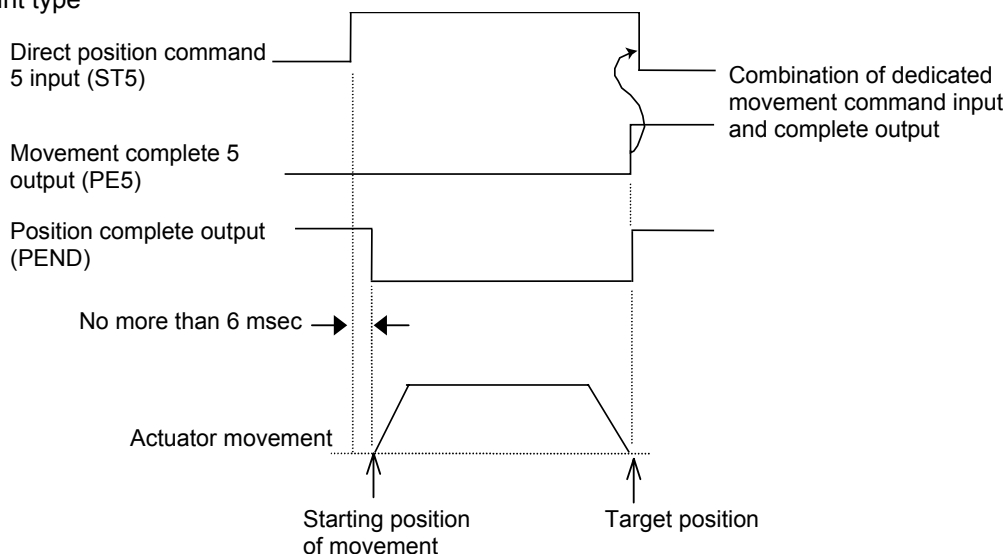 type
Direct position command
5 input (ST5)
Combination of dedicated
movement command input
and complete output
Movement complete 5
output (PE5)
Position complete output
(PEND)
No more than 6 msec
Actuator movement
Starting position
of movement
Target position